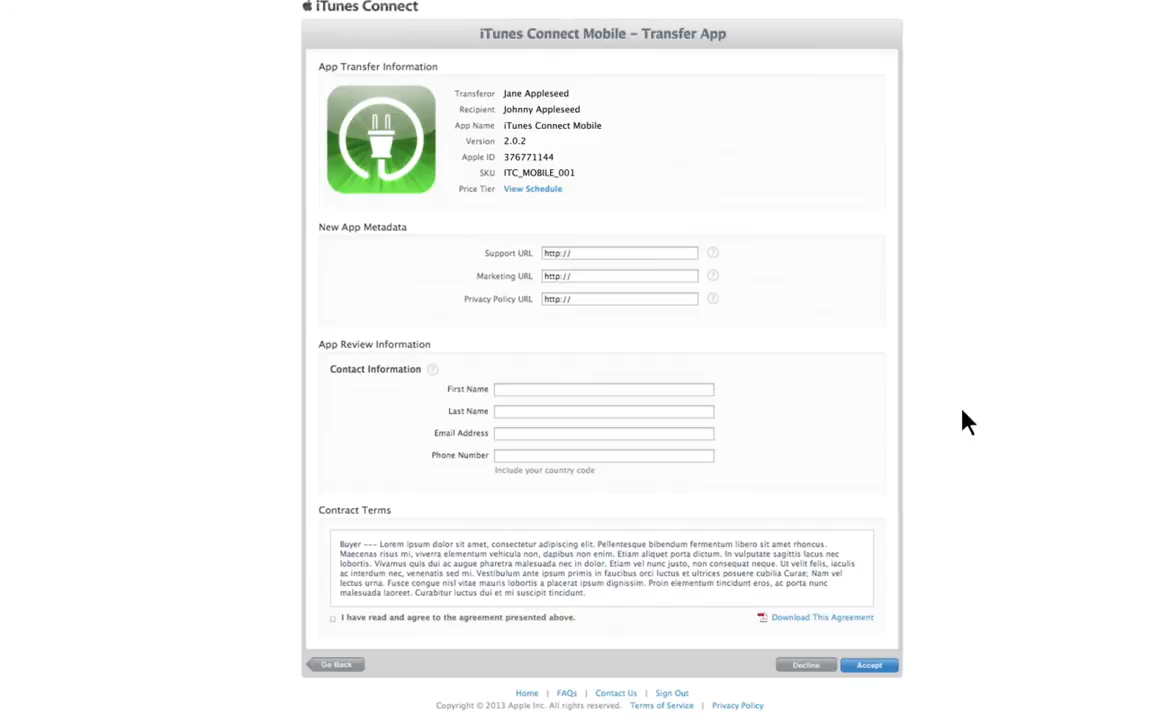 iTunes Connect
iTunes Connect Mobile - Transfer App
App Transfer Information
Transferor Jane Appleseed
Recipient Johnny Appleseed
App Name iTunes Connect Mobile
Version 2.0.2
Apple ID 376771144
SKU ITC_MOBILE_001
Price Tier View Schedule
New App Metadata
Support URL http:// ?
Marketing URL http:// ?
Privacy Policy URL http:// ?
App Review Information
Contact Information ?
First Name
Last Name
Email Address
Phone Number
Include your country code
Contract Terms
Buyer --- Lorem ipsum dolor sit amet, consectetur adipiscing elit. Pellentesque bibendum fermentum libero sit amet rhoncus.
Maecenas risus mi, viverra elementum vehicula non, dapibus non enim. Etiam aliquet porta dictum. In vulputate sagittis lacus nec
lobortis. Vivamus quis dui ac augue pharetra malesuada nec in dolor. Etiam vel nunc justo, non consequat neque. Ut velit felis, iaculis
ac interdum nec, venenatis sed mi. Vestibulum ante ipsum primis in faucibus orci luctus et ultrices posuere cubilia Curae; Nam vel
lectus urna. Fusce congue nisl vitae mauris lobortis a placerat ipsum dignissim. Proin elementum tincidunt eros, ac porta nunc
malesuada laoreet. Curabitur luctus dui et mi suscipit tincidunt.
I have read and agree to the agreement presented above. Download This Agreement
Go Back Decline Accept
Home | FAQs | Contact Us | Sign Out
Copyright © 2013 Apple Inc. All rights reserved. Terms of Service | Privacy Policy